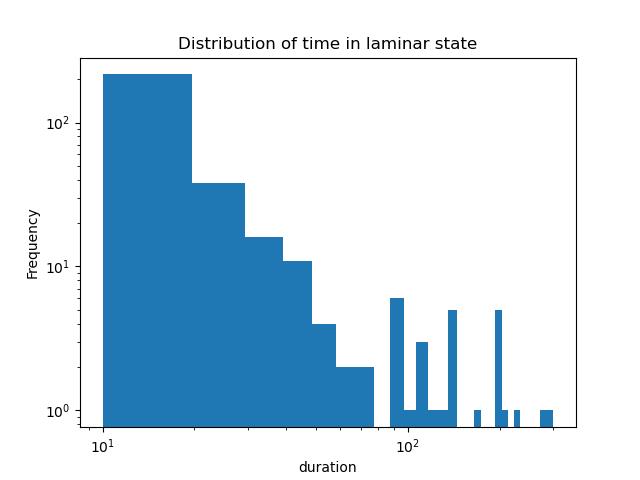 Distribution of time in laminar state
Frequency
10²
10¹
10⁰
10¹ 10²
duration